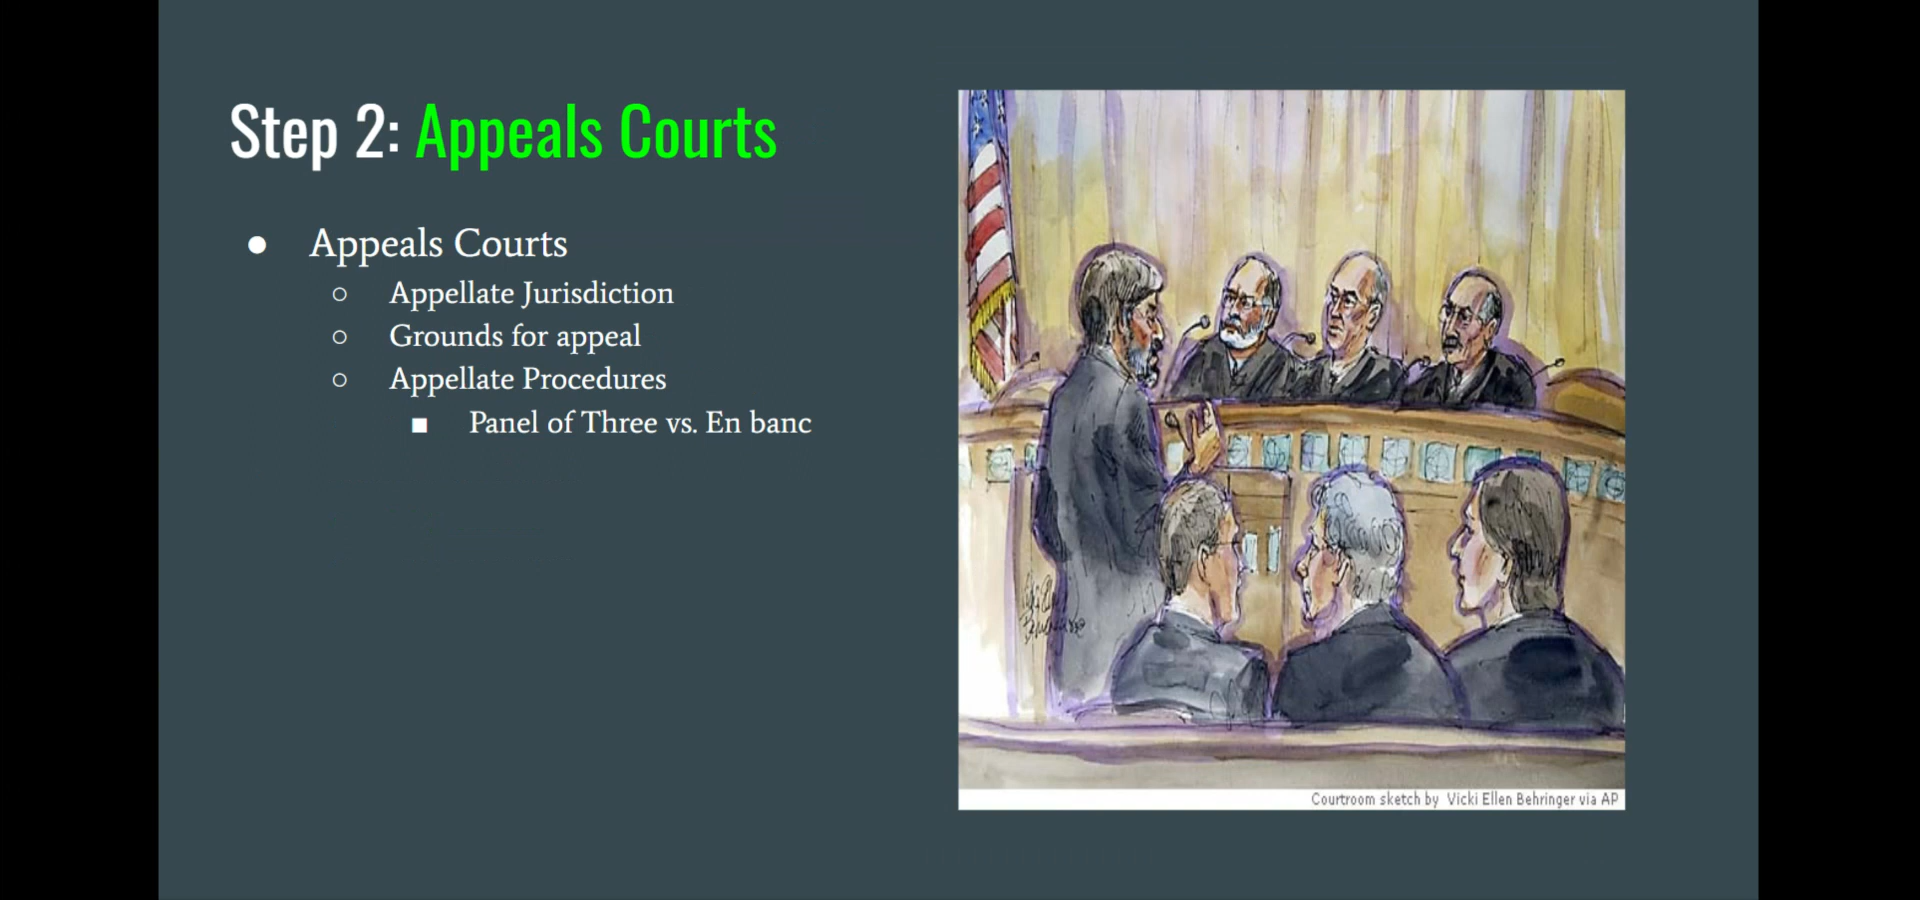 Step 2: Appeals Courts
● Appeals Courts
○ Appellate Jurisdiction
○ Grounds for appeal
○ Appellate Procedures
■ Panel of Three vs. En banc
Courtroom sketch by Vicki Ellen Behringer via AP